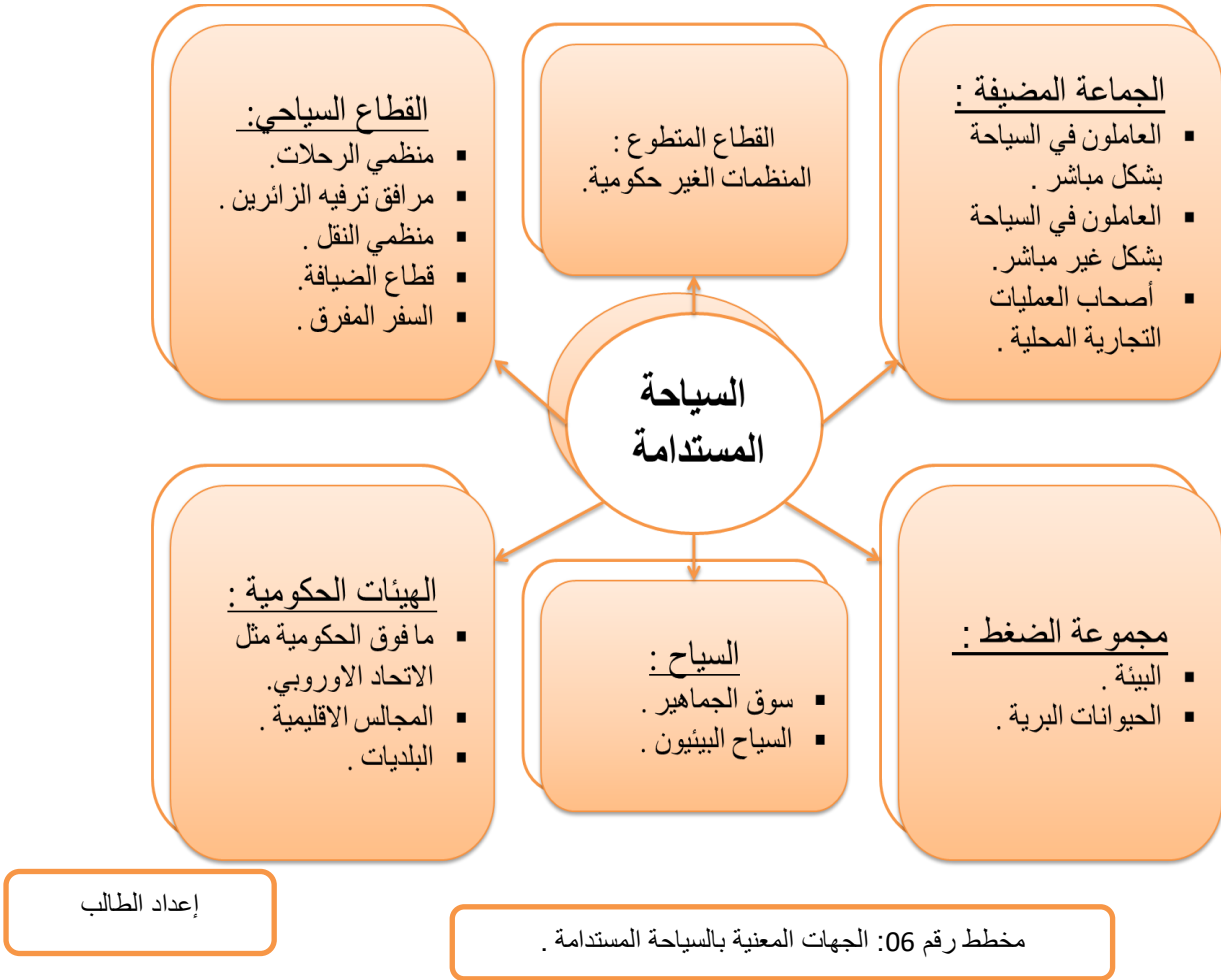 الجماعة المضيفة :
▪ العاملون في السياحة
بشكل مباشر .
▪ العاملون في السياحة
بشكل غير مباشر.
▪ أصحاب العمليات
التجارية المحلية .
القطاع المتطوع :
المنظمات الغير حكومية.
القطاع السياحي:
▪ منظمي الرحلات.
▪ مرافق ترفيه الزائرين .
▪ منظمي النقل .
▪ قطاع الضيافة.
▪ السفر المفرق .
السياحة
المستدامة
مجموعة الضغط :
▪ البيئة .
▪ الحيوانات البرية .
السياح :
▪ سوق الجماهير .
▪ السياح البيئيون .
الهيئات الحكومية :
▪ ما فوق الحكومية مثل
الاتحاد الاوروبي.
▪ المجالس الاقليمية .
▪ البلديات .
مخطط رقم 06: الجهات المعنية بالسياحة المستدامة .
إعداد الطالب